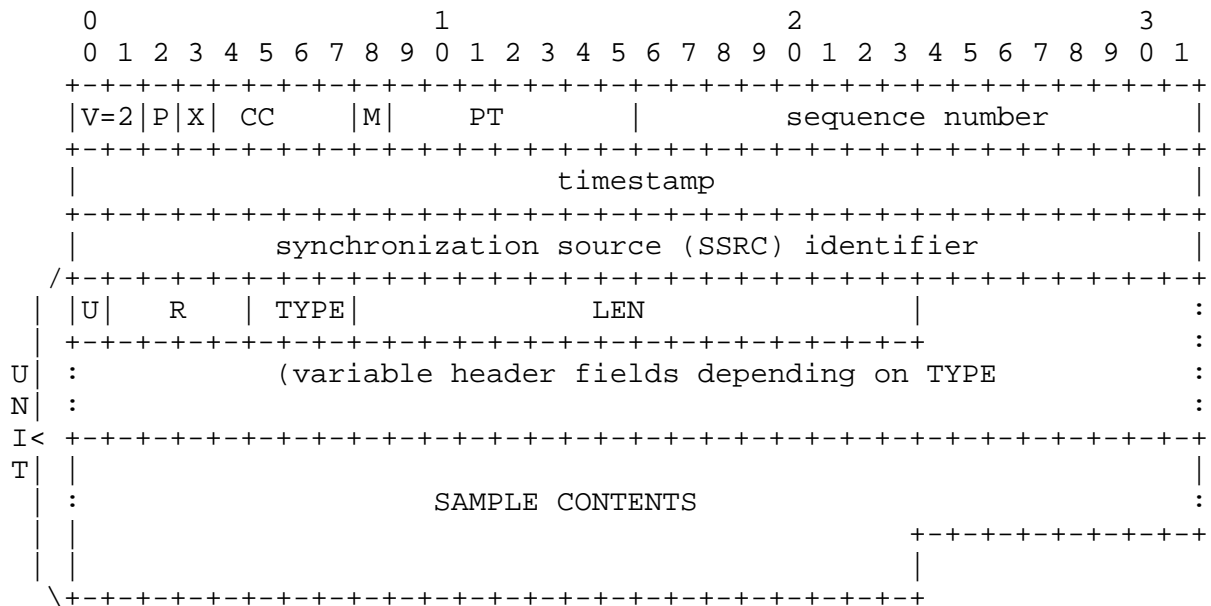 0                   1                   2                   3
 0 1 2 3 4 5 6 7 8 9 0 1 2 3 4 5 6 7 8 9 0 1 2 3 4 5 6 7 8 9 0 1
+-+-+-+-+-+-+-+-+-+-+-+-+-+-+-+-+-+-+-+-+-+-+-+-+-+-+-+-+-+-+-+-+
|V=2|P|X| CC    |M|    PT       |        sequence number        |
+-+-+-+-+-+-+-+-+-+-+-+-+-+-+-+-+-+-+-+-+-+-+-+-+-+-+-+-+-+-+-+-+
|                           timestamp                           |
+-+-+-+-+-+-+-+-+-+-+-+-+-+-+-+-+-+-+-+-+-+-+-+-+-+-+-+-+-+-+-+-+
|           synchronization source (SSRC) identifier            |
/+-+-+-+-+-+-+-+-+-+-+-+-+-+-+-+-+-+-+-+-+-+-+-+-+-+-+-+-+-+-+-+-+
| |U|   R   | TYPE|             LEN               |               :
| +-+-+-+-+-+-+-+-+-+-+-+-+-+-+-+-+-+-+-+-+-+-+-+-+               :
U| :           (variable header fields depending on TYPE           :
N| :                                                               :
I< +-+-+-+-+-+-+-+-+-+-+-+-+-+-+-+-+-+-+-+-+-+-+-+-+-+-+-+-+-+-+-+-+
T| |                                                               |
| :                    SAMPLE CONTENTS                            :
| |                                               +-+-+-+-+-+-+-+-+
| |                                               |
\+-+-+-+-+-+-+-+-+-+-+-+-+-+-+-+-+-+-+-+-+-+-+-+-+